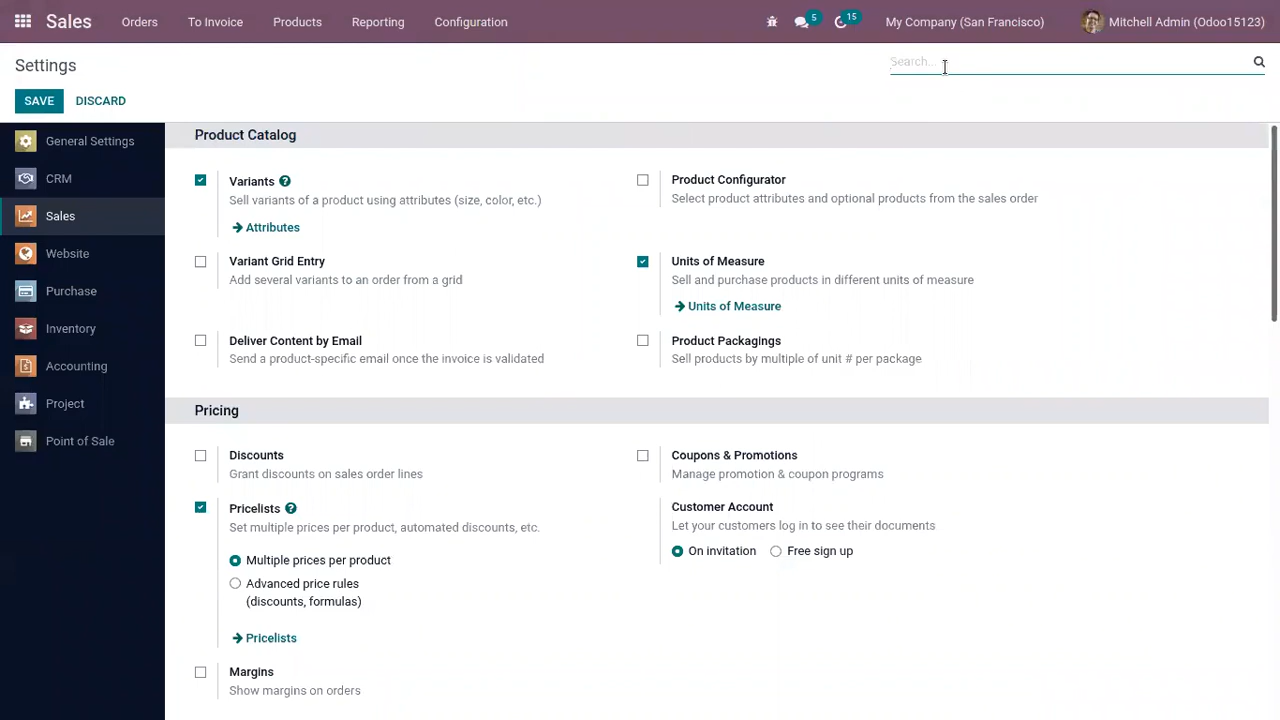 Sales Orders To Invoice Products Reporting Configuration 5 15 My Company (San Francisco) Mitchell Admin (Odoo15123)
Settings Search...
SAVE DISCARD
General Settings
CRM
Sales
Website
Purchase
Inventory
Accounting
Project
Point of Sale
Product Catalog
Variants ?
Sell variants of a product using attributes (size, color, etc.)
Attributes
Product Configurator
Select product attributes and optional products from the sales order
Variant Grid Entry
Add several variants to an order from a grid
Units of Measure
Sell and purchase products in different units of measure
Units of Measure
Deliver Content by Email
Send a product-specific email once the invoice is validated
Product Packagings
Sell products by multiple of unit # per package
Pricing
Discounts
Grant discounts on sales order lines
Coupons & Promotions
Manage promotion & coupon programs
Pricelists ?
Set multiple prices per product, automated discounts, etc.
Multiple prices per product
Advanced price rules
(discounts, formulas)
Pricelists
Customer Account
Let your customers log in to see their documents
On invitation Free sign up
Margins
Show margins on orders